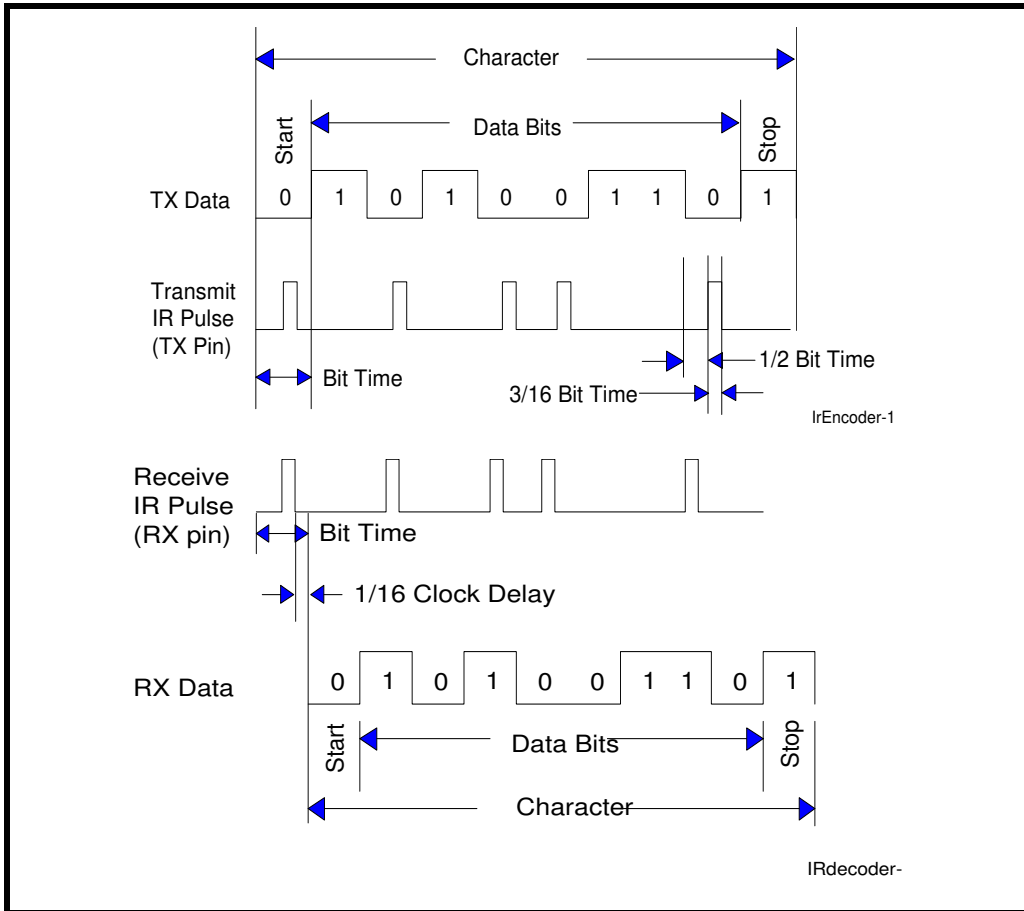 Character
Start
Data Bits
Stop
TX Data
0 1 0 1 0 0 1 1 0 1
Transmit
IR Pulse
(TX Pin)
Bit Time
1/2 Bit Time
3/16 Bit Time
IrEncoder-1
Receive
IR Pulse
(RX pin)
Bit Time
1/16 Clock Delay
RX Data
0 1 0 1 0 0 1 1 0 1
Start
Data Bits
Stop
Character
IRdecoder-